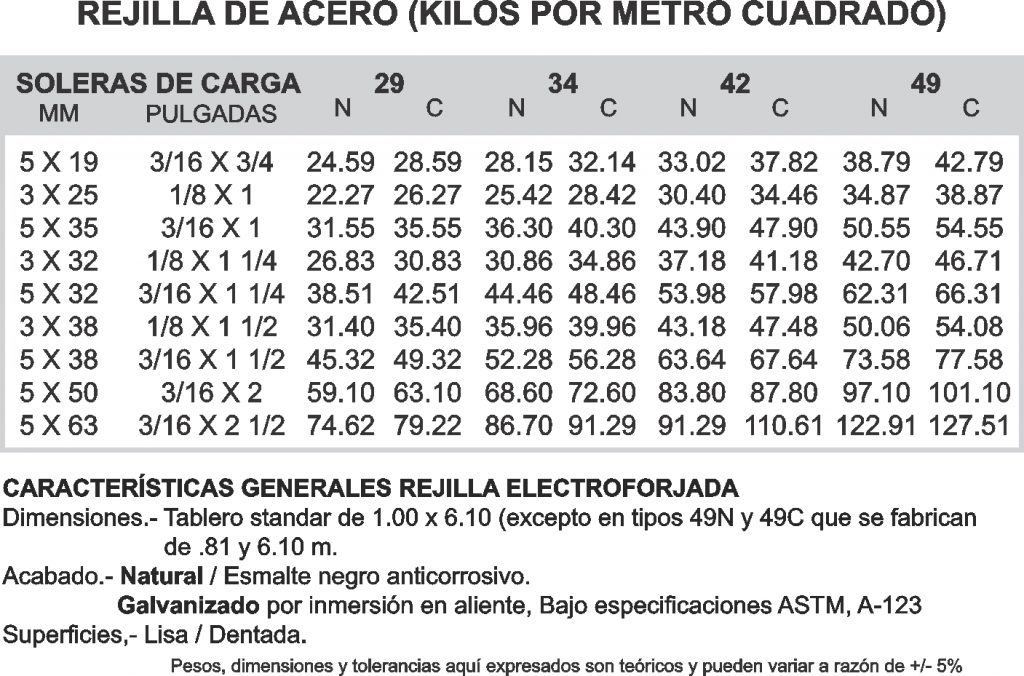 REJILLA DE ACERO (KILOS POR METRO CUADRADO)
SOLERAS DE CARGA 29 34 42 49
MM PULGADAS N C N C N C N C
5 X 19 3/16 X 3/4 24.59 28.59 28.15 32.14 33.02 37.82 38.79 42.79
3 X 25 1/8 X 1 22.27 26.27 25.42 28.42 30.40 34.46 34.87 38.87
5 X 35 3/16 X 1 31.55 35.55 36.30 40.30 43.90 47.90 50.55 54.55
3 X 32 1/8 X 1 1/4 26.83 30.83 30.86 34.86 37.18 41.18 42.70 46.71
5 X 32 3/16 X 1 1/4 38.51 42.51 44.46 48.46 53.98 57.98 62.31 66.31
3 X 38 1/8 X 1 1/2 31.40 35.40 35.96 39.96 43.18 47.48 50.06 54.08
5 X 38 3/16 X 1 1/2 45.32 49.32 52.28 56.28 63.64 67.64 73.58 77.58
5 X 50 3/16 X 2 59.10 63.10 68.60 72.60 83.80 87.80 97.10 101.10
5 X 63 3/16 X 2 1/2 74.62 79.22 86.70 91.29 91.29 110.61 122.91 127.51
CARACTERÍSTICAS GENERALES REJILLA ELECTROFORJADA
Dimensiones.- Tablero standar de 1.00 x 6.10 (excepto en tipos 49N y 49C que se fabrican
de .81 y 6.10 m.
Acabado.- Natural / Esmalte negro anticorrosivo.
Galvanizado por inmersión en aliente, Bajo especificaciones ASTM, A-123
Superficies,- Lisa / Dentada.
Pesos, dimensiones y tolerancias aquí expresados son teóricos y pueden variar a razón de +/- 5%